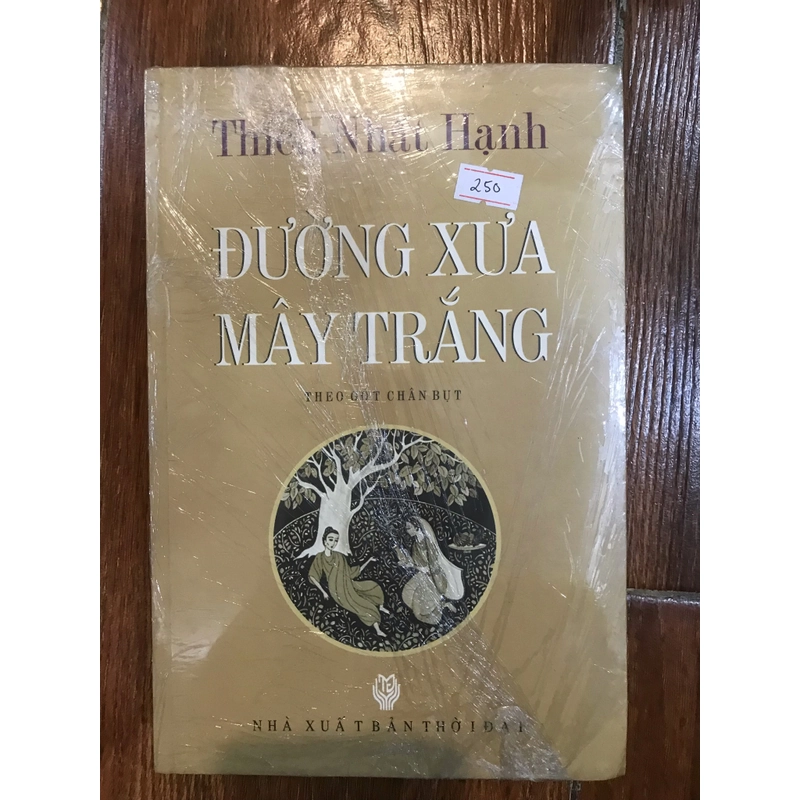 Thích Nhất Hạnh
250
ĐƯỜNG XƯA
MÂY TRẮNG
THEO GÓT CHÂN BỤT
NHÀ XUẤT BẢN THỜI ĐẠI